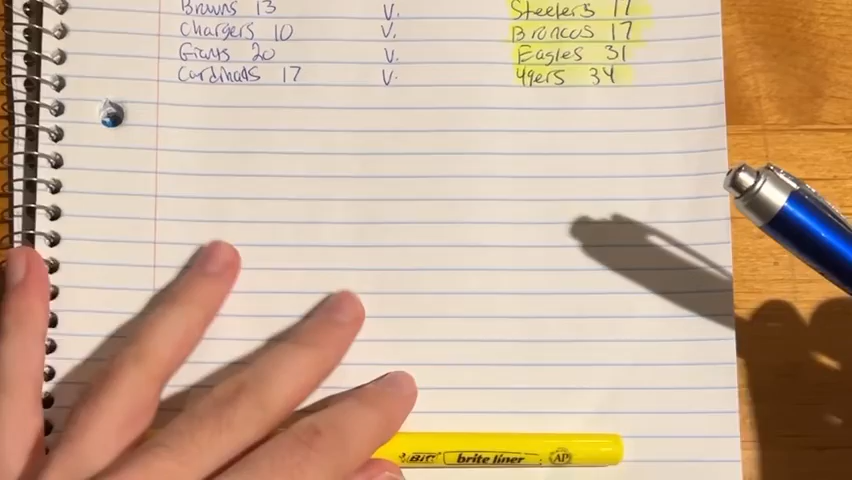 Browns 13 V. Steelers 17
Chargers 10 V. Broncos 17
Giants 20 V. Eagles 31
Cardinals 17 V. 49ers 34
BIC brite liner AP